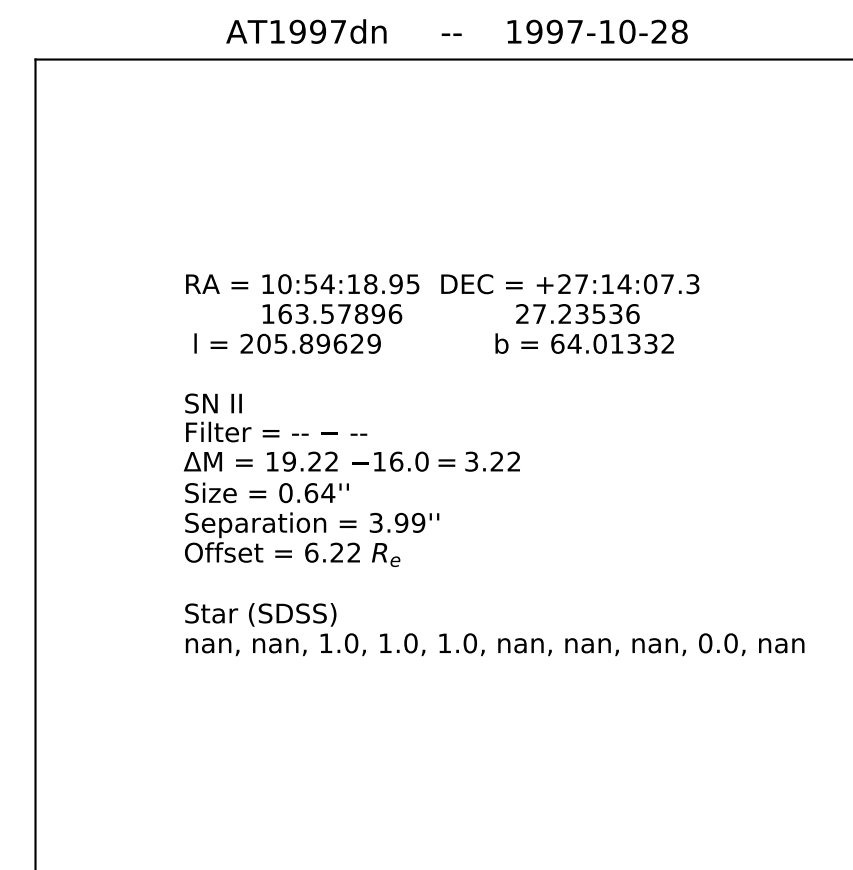 AT1997dn -- 1997-10-28
RA = 10:54:18.95 DEC = +27:14:07.3
163.57896 27.23536
l = 205.89629 b = 64.01332
SN II
Filter = -- − --
ΔM = 19.22 −16.0 = 3.22
Size = 0.64''
Separation = 3.99''
Offset = 6.22 Rₑ
Star (SDSS)
nan, nan, 1.0, 1.0, 1.0, nan, nan, nan, 0.0, nan